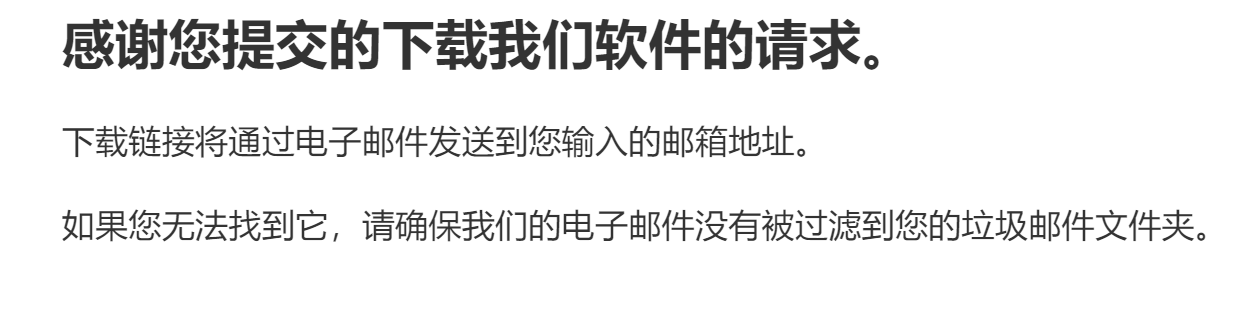 感谢您提交的下载我们软件的请求。
下载链接将通过电子邮件发送到您输入的邮箱地址。
如果您无法找到它，请确保我们的电子邮件没有被过滤到您的垃圾邮件文件夹。